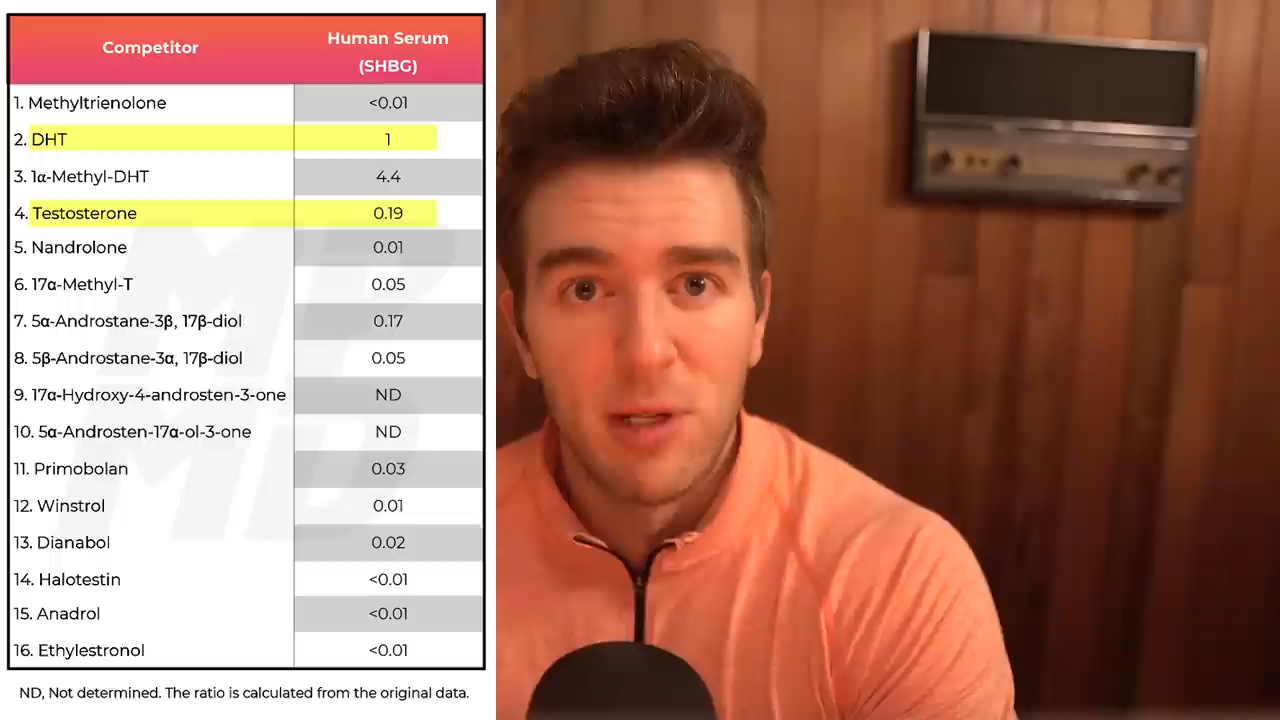 Competitor Human Serum
(SHBG)
1. Methyltrienolone <0.01
2. DHT 1
3. 1α-Methyl-DHT 4.4
4. Testosterone 0.19
5. Nandrolone 0.01
6. 17α-Methyl-T 0.05
7. 5α-Androstane-3β, 17β-diol 0.17
8. 5β-Androstane-3α, 17β-diol 0.05
9. 17α-Hydroxy-4-androsten-3-one ND
10. 5α-Androsten-17α-ol-3-one ND
11. Primobolan 0.03
12. Winstrol 0.01
13. Dianabol 0.02
14. Halotestin <0.01
15. Anadrol <0.01
16. Ethylestronol <0.01
MP
MD
ND, Not determined. The ratio is calculated from the original data.